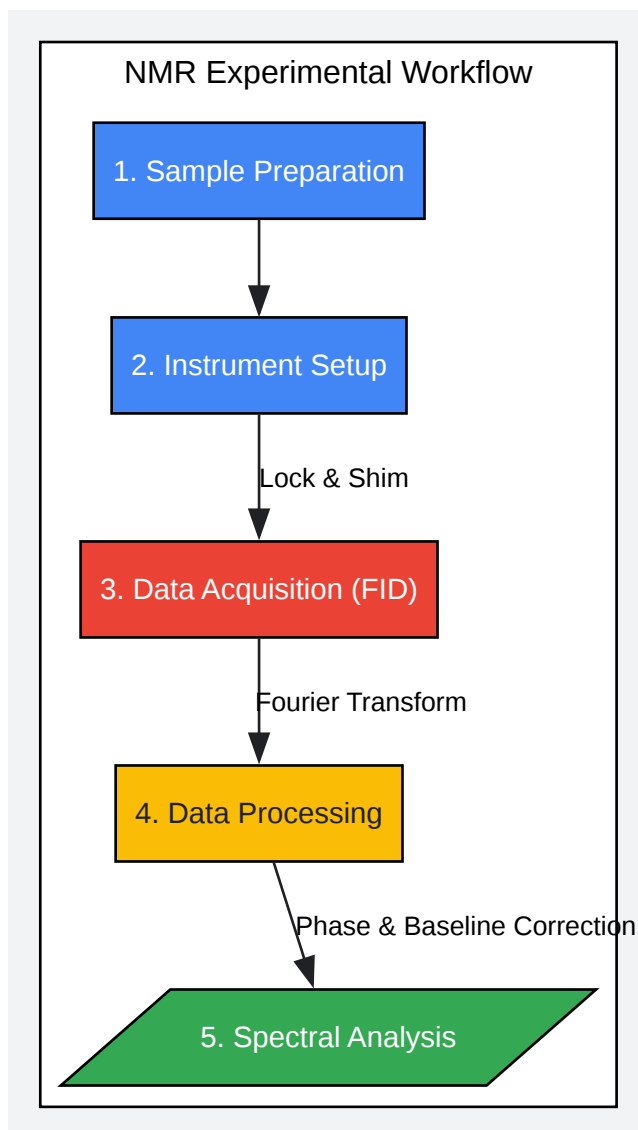 NMR Experimental Workflow
1. Sample Preparation
2. Instrument Setup
Lock & Shim
3. Data Acquisition (FID)
Fourier Transform
4. Data Processing
Phase & Baseline Correction
5. Spectral Analysis